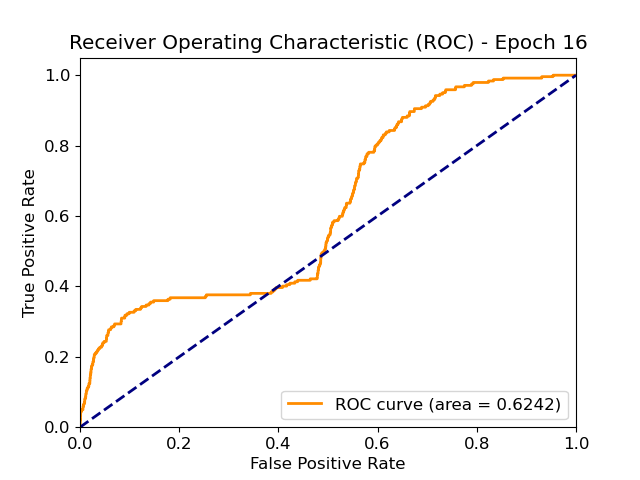 Receiver Operating Characteristic (ROC) - Epoch 16
1.0
0.8
0.6
0.4
0.2
0.0
True Positive Rate
ROC curve (area = 0.6242)
0.0 0.2 0.4 0.6 0.8 1.0
False Positive Rate